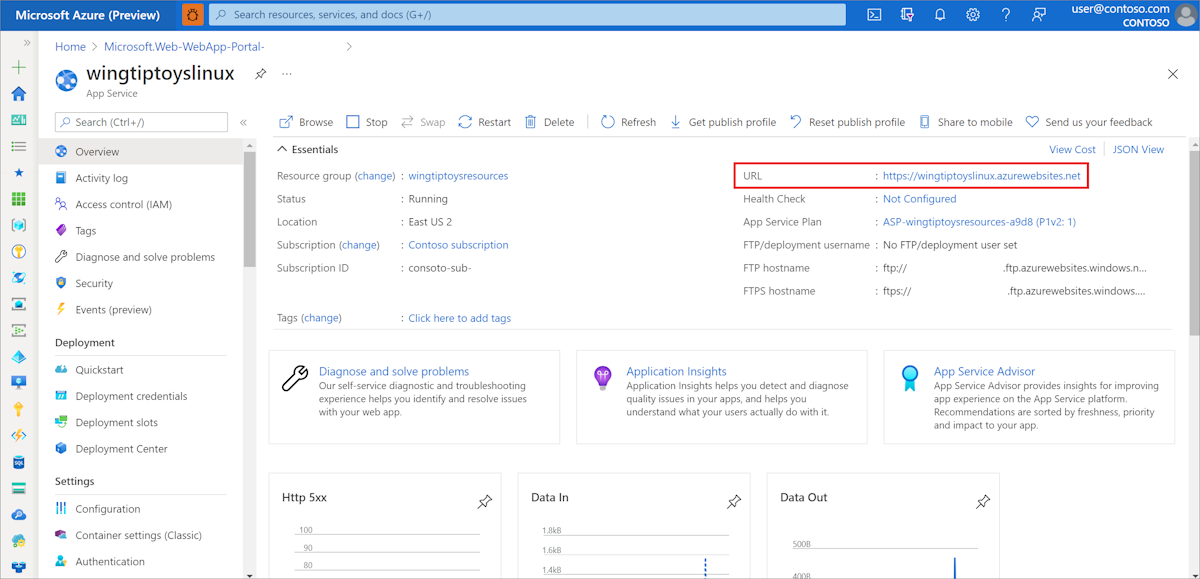 Microsoft Azure (Preview)
Search resources, services, and docs (G+/)
user@contoso.com
CONTOSO
Home > Microsoft.Web-WebApp-Portal- >
wingtiptoyslinux
App Service
Search (Ctrl+/)
Browse Stop Swap Restart Delete Refresh Get publish profile Reset publish profile Share to mobile Send us your feedback
Overview
Activity log
Access control (IAM)
Tags
Diagnose and solve problems
Security
Events (preview)
Deployment
Quickstart
Deployment credentials
Deployment slots
Deployment Center
Settings
Configuration
Container settings (Classic)
Authentication
Essentials
View Cost JSON View
Resource group (change) : wingtiptoysresources
Status : Running
Location : East US 2
Subscription (change) : Contoso subscription
Subscription ID : consoto-sub-
URL : https://wingtiptoyslinux.azurewebsites.net
Health Check : Not Configured
App Service Plan : ASP-wingtiptoysresources-a9d8 (P1v2: 1)
FTP/deployment username : No FTP/deployment user set
FTP hostname : ftp:// .ftp.azurewebsites.windows.n...
FTPS hostname : ftps:// .ftp.azurewebsites.windows....
Tags (change) : Click here to add tags
Diagnose and solve problems
Our self-service diagnostic and troubleshooting
experience helps you identify and resolve issues
with your web app.
Application Insights
Application Insights helps you detect and diagnose
quality issues in your apps, and helps you
understand what your users actually do with it.
App Service Advisor
App Service Advisor provides insights for improving
app experience on the App Service platform.
Recommendations are sorted by freshness, priority
and impact to your app.
Http 5xx
100
90
80
Data In
1.8kB
1.6kB
1.4kB
Data Out
500B
400B